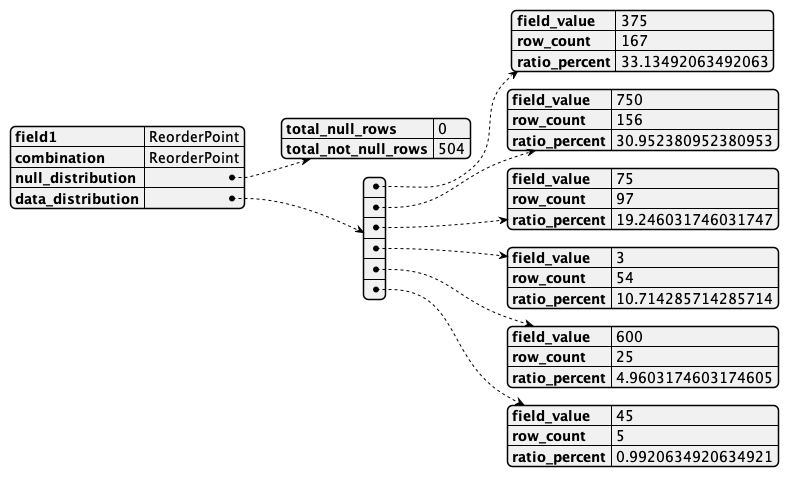 field1 ReorderPoint
combination ReorderPoint
null_distribution
data_distribution
total_null_rows 0
total_not_null_rows 504
field_value 375
row_count 167
ratio_percent 33.13492063492063
field_value 750
row_count 156
ratio_percent 30.952380952380953
field_value 75
row_count 97
ratio_percent 19.246031746031747
field_value 3
row_count 54
ratio_percent 10.714285714285714
field_value 600
row_count 25
ratio_percent 4.9603174603174605
field_value 45
row_count 5
ratio_percent 0.9920634920634921